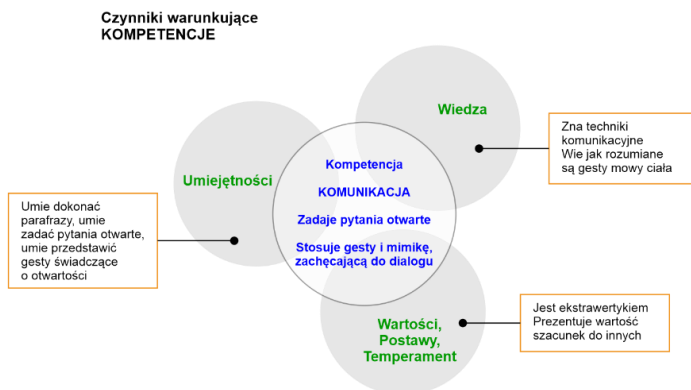 Czynniki warunkujące
KOMPETENCJE
Wiedza
Zna techniki
komunikacyjne
Wie jak rozumiane
są gesty mowy ciała
Umiejętności
Kompetencja
KOMUNIKACJA
Zadaje pytania otwarte
Stosuje gesty i mimikę,
zachęcającą do dialogu
Umie dokonać
parafrazy, umie
zadać pytania otwarte,
umie przedstawić
gesty świadczące
o otwartości
Wartości,
Postawy,
Temperament
Jest ekstrawertykiem
Prezentuje wartość
szacunek do innych